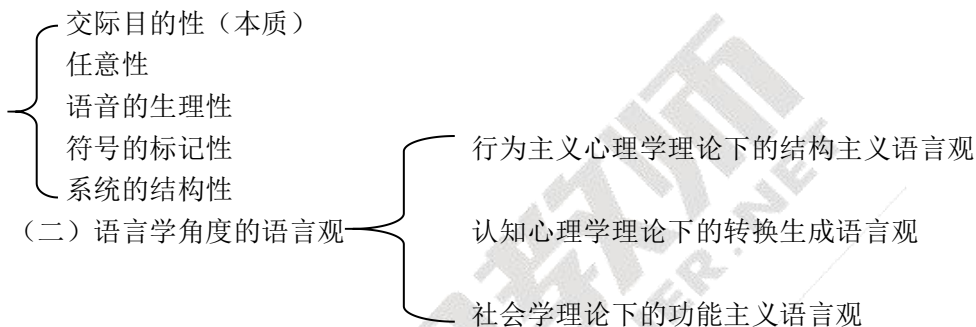 交际目的性（本质）
任意性
语音的生理性
符号的标记性
系统的结构性
（二）语言学角度的语言观
行为主义心理学理论下的结构主义语言观
认知心理学理论下的转换生成语言观
社会学理论下的功能主义语言观